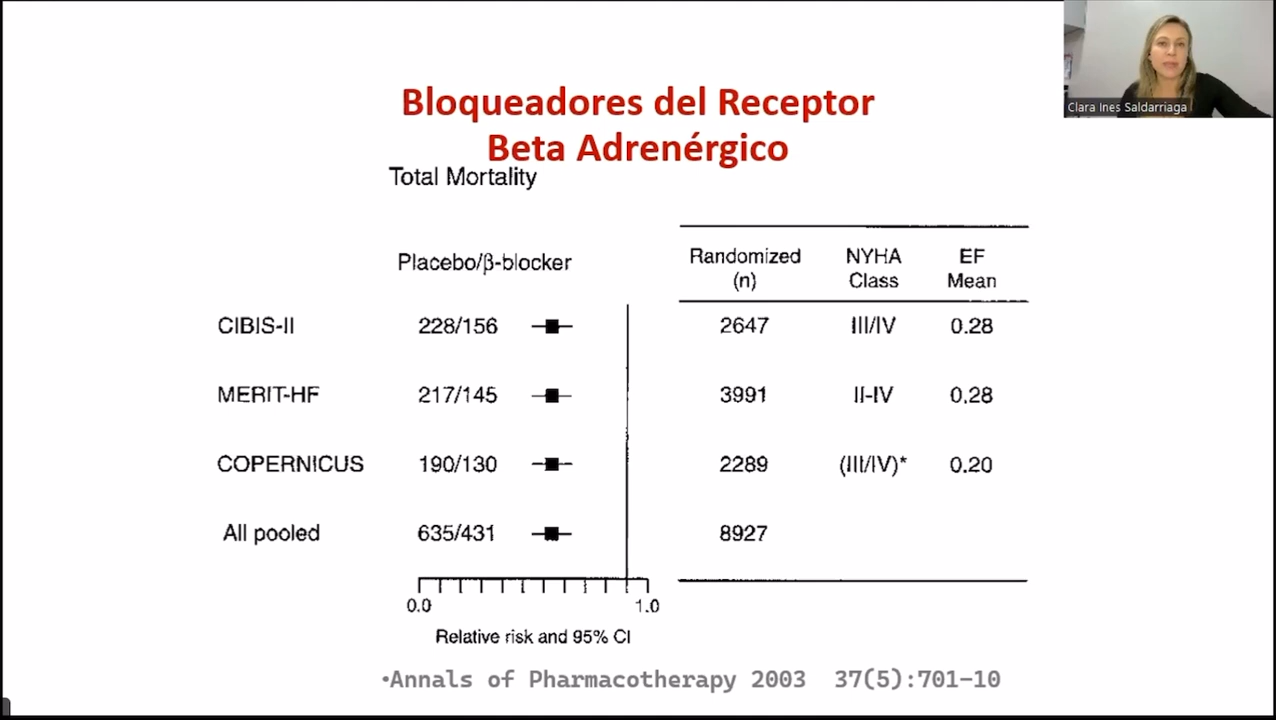 Clara Ines Saldarriaga
Bloqueadores del Receptor
Beta Adrenérgico
Total Mortality
Placebo/β-blocker
Randomized (n) NYHA Class EF Mean
CIBIS-II 228/156 2647 III/IV 0.28
MERIT-HF 217/145 3991 II-IV 0.28
COPERNICUS 190/130 2289 (III/IV)* 0.20
All pooled 635/431 8927
0.0 1.0
Relative risk and 95% CI
•Annals of Pharmacotherapy 2003 37(5):701-10